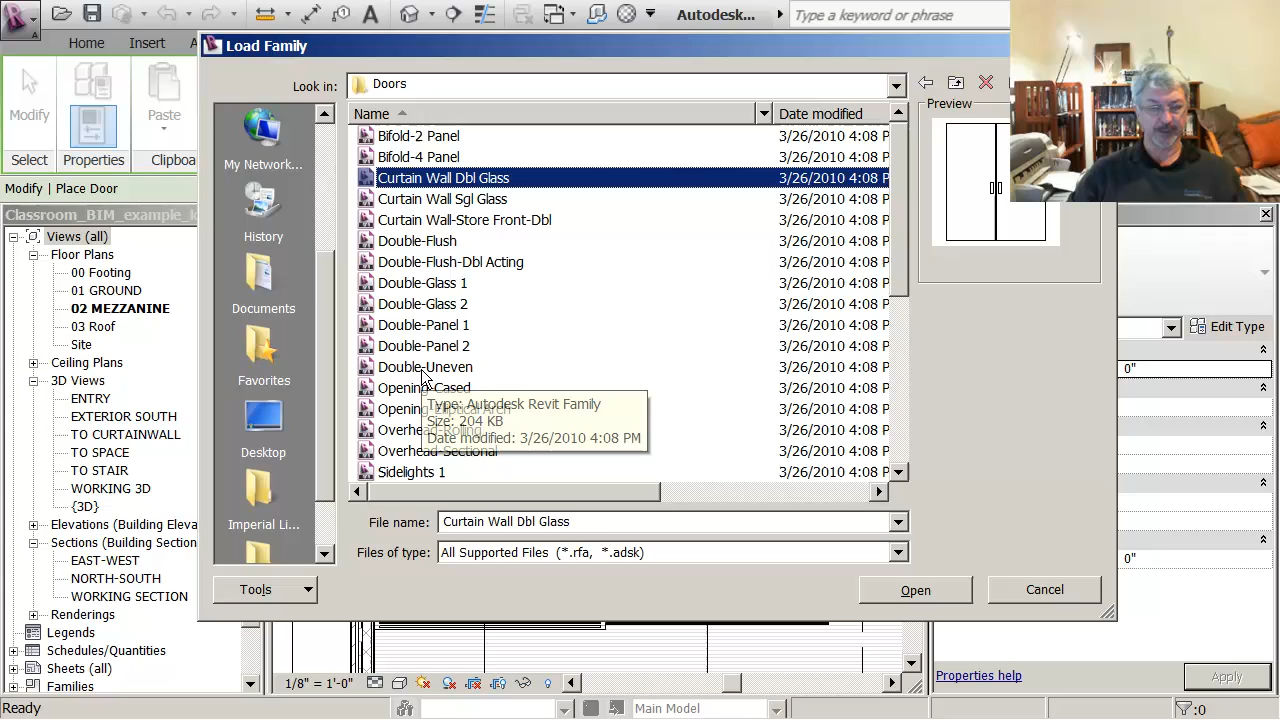 Autodesk...
Type a keyword or phrase
Home
Insert
Modify
Paste
Select
Properties
Clipboa
Modify | Place Door
Classroom_BIM_example_k
Views (all)
Floor Plans
00 Footing
01 GROUND
02 MEZZANINE
03 Roof
Site
Ceiling Plans
3D Views
ENTRY
EXTERIOR SOUTH
TO CURTAINWALL
TO SPACE
TO STAIR
WORKING 3D
{3D}
Elevations (Building Eleva
Sections (Building Section
EAST-WEST
NORTH-SOUTH
WORKING SECTION
Renderings
Legends
Schedules/Quantities
Sheets (all)
Families
Load Family
Look in:
Doors
My Network...
History
Documents
Favorites
Desktop
Imperial Li...
Name
Date modified
Bifold-2 Panel 3/26/2010 4:08 P
Bifold-4 Panel 3/26/2010 4:08 P
Curtain Wall Dbl Glass 3/26/2010 4:08 P
Curtain Wall Sgl Glass 3/26/2010 4:08 P
Curtain Wall-Store Front-Dbl 3/26/2010 4:08 P
Double-Flush 3/26/2010 4:08 P
Double-Flush-Dbl Acting 3/26/2010 4:08 P
Double-Glass 1 3/26/2010 4:08 P
Double-Glass 2 3/26/2010 4:08 P
Double-Panel 1 3/26/2010 4:08 P
Double-Panel 2 3/26/2010 4:08 P
Double-Uneven 3/26/2010 4:08 P
Opening-Cased 3/26/2010 4:08 P
Opening-Elliptical Arch 3/26/2010 4:08 P
Overhead-Rolling 3/26/2010 4:08 P
Overhead-Sectional 3/26/2010 4:08 P
Sidelights 1 3/26/2010 4:08 P
Type: Autodesk Revit Family
Size: 204 KB
Date modified: 3/26/2010 4:08 PM
Preview
File name:
Curtain Wall Dbl Glass
Files of type:
All Supported Files (*.rfa, *.adsk)
Tools
Open
Cancel
Edit Type
0"
0"
Properties help
Apply
1/8" = 1'-0"
Ready
Main Model
:0